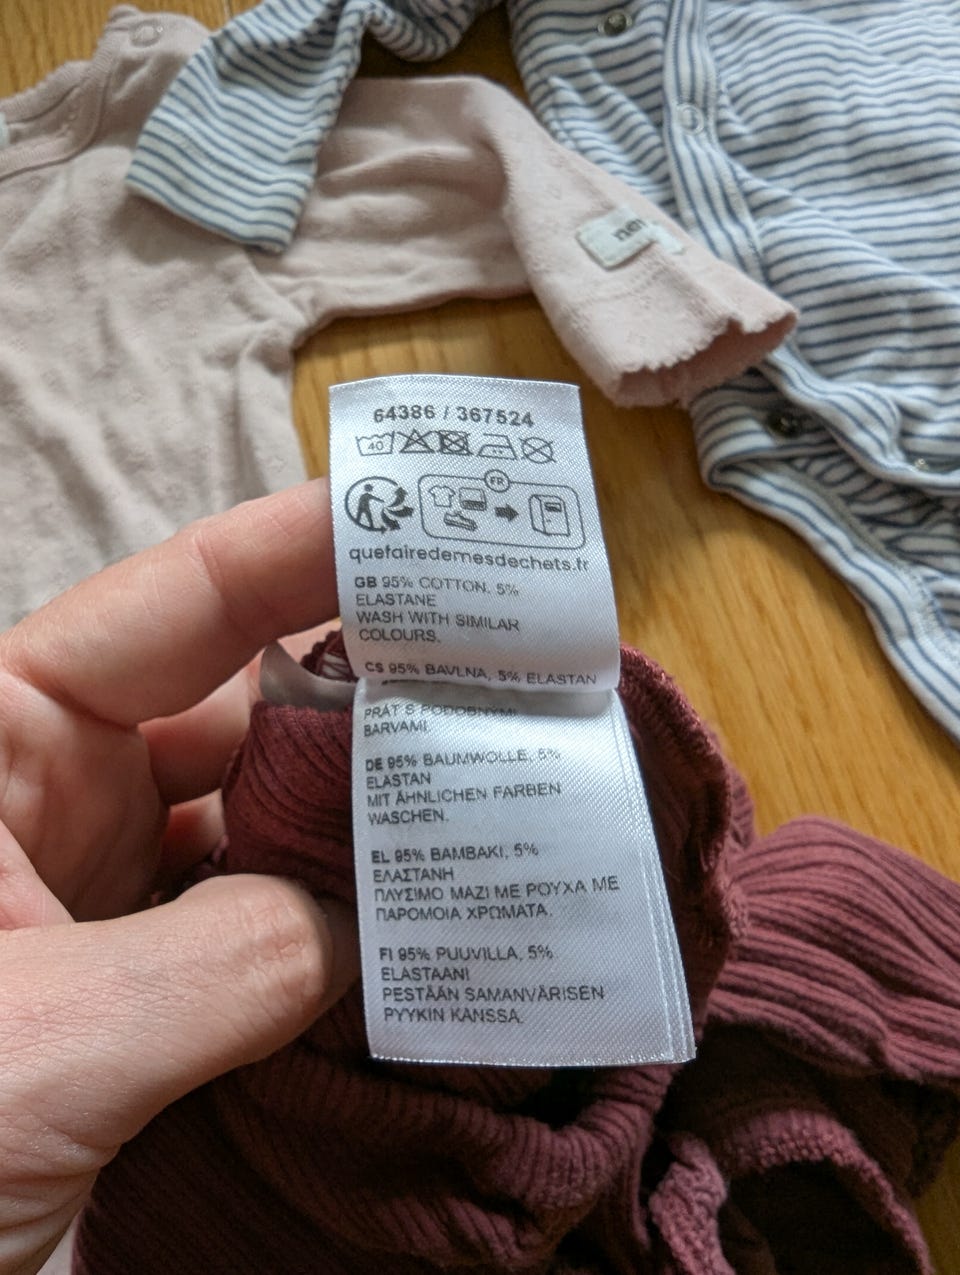 64386 / 367524
40
FR
quefairedemesdechets.fr
GB 95% COTTON, 5%
ELASTANE
WASH WITH SIMILAR
COLOURS.
CS 95% BAVLNA, 5% ELASTAN
PRÁT S PODOBNÝMI
BARVAMI.
DE 95% BAUMWOLLE, 5%
ELASTAN
MIT ÄHNLICHEN FARBEN
WASCHEN.
EL 95% ΒΑΜΒΑΚΙ, 5%
ΕΛΑΣΤΑΝΗ
ΠΛΥΣΙΜΟ ΜΑΖΙ ΜΕ ΡΟΥΧΑ ΜΕ
ΠΑΡΟΜΟΙΑ ΧΡΩΜΑΤΑ.
FI 95% PUUVILLA, 5%
ELASTAANI
PESTÄÄN SAMANVÄRISEN
PYYKIN KANSSA.